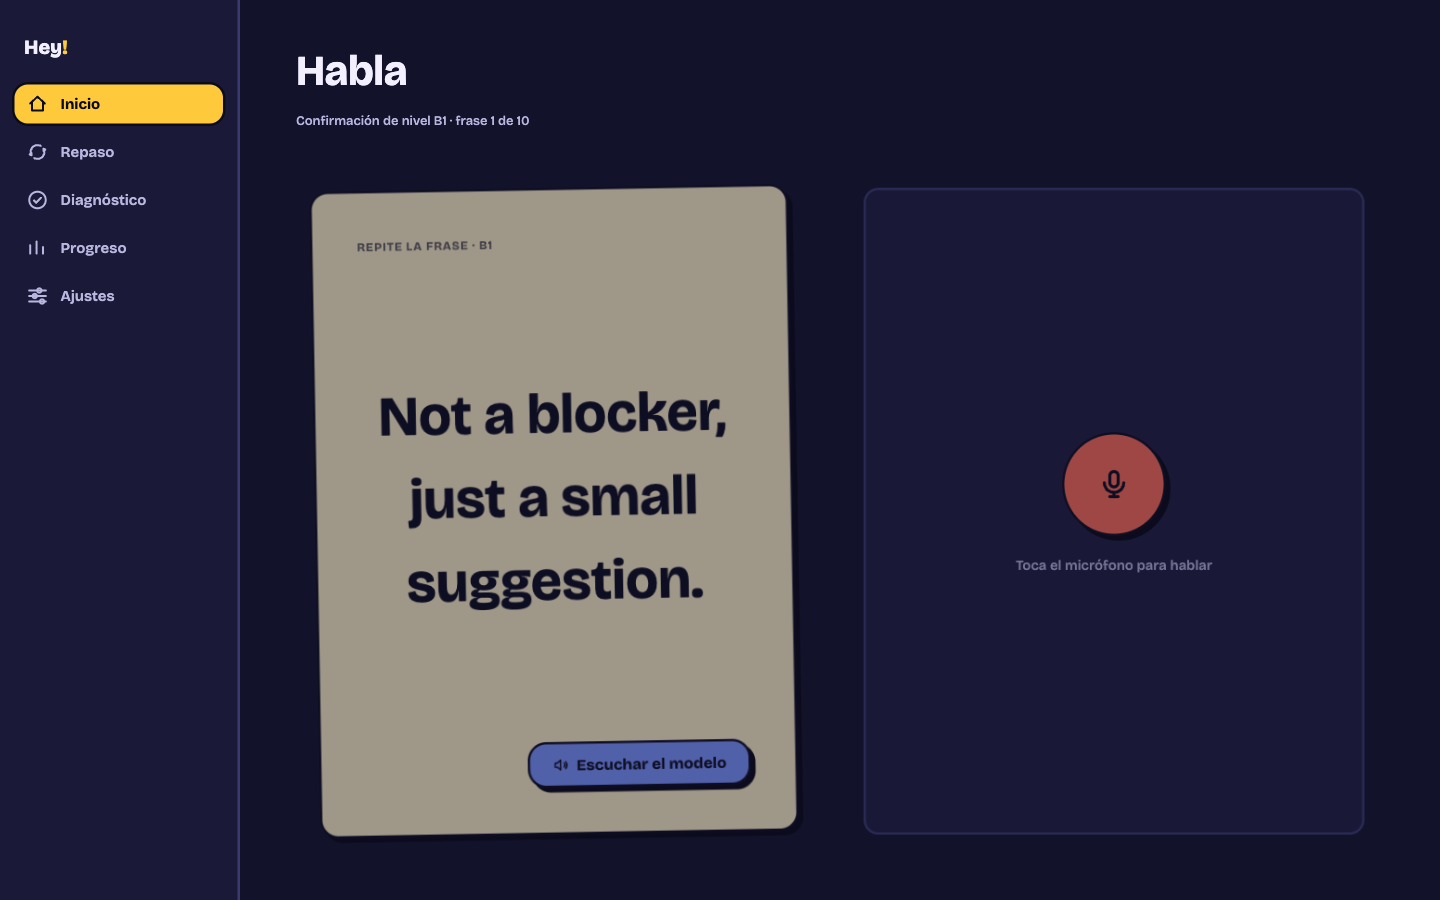 Hey!
Inicio
Repaso
Diagnóstico
Progreso
Ajustes
Habla
Confirmación de nivel B1 · frase 1 de 10
REPITE LA FRASE · B1
Not a blocker,
just a small
suggestion.
Escuchar el modelo
Toca el micrófono para hablar